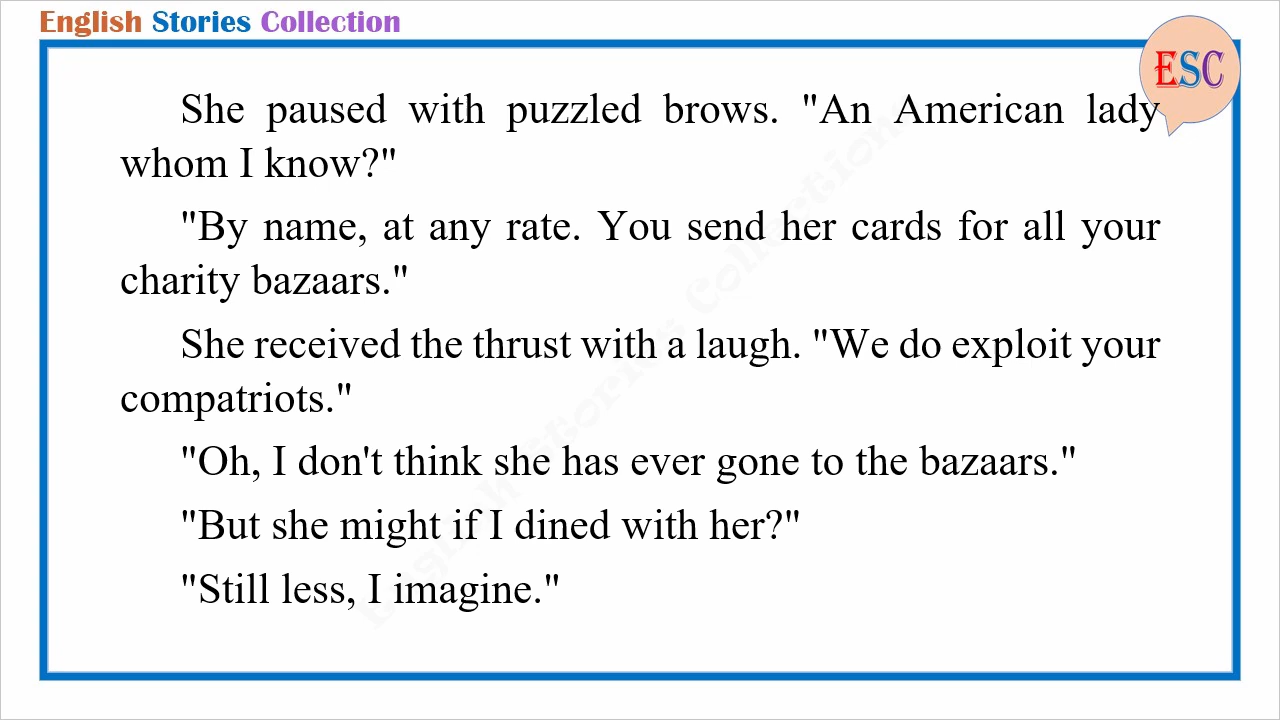 English Stories Collection
ESC
She paused with puzzled brows. "An American lady
whom I know?"
"By name, at any rate. You send her cards for all your
charity bazaars."
She received the thrust with a laugh. "We do exploit your
compatriots."
"Oh, I don't think she has ever gone to the bazaars."
"But she might if I dined with her?"
"Still less, I imagine."
English Stories Collection